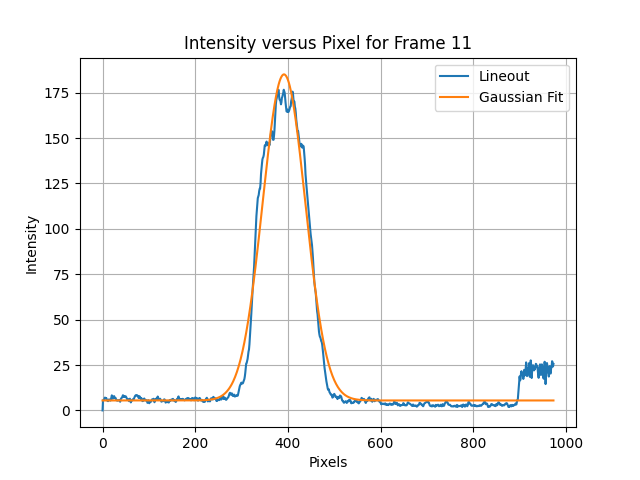 Intensity versus Pixel for Frame 11
Lineout
Gaussian Fit
175
150
125
100
75
50
25
0
Intensity
0 200 400 600 800 1000
Pixels